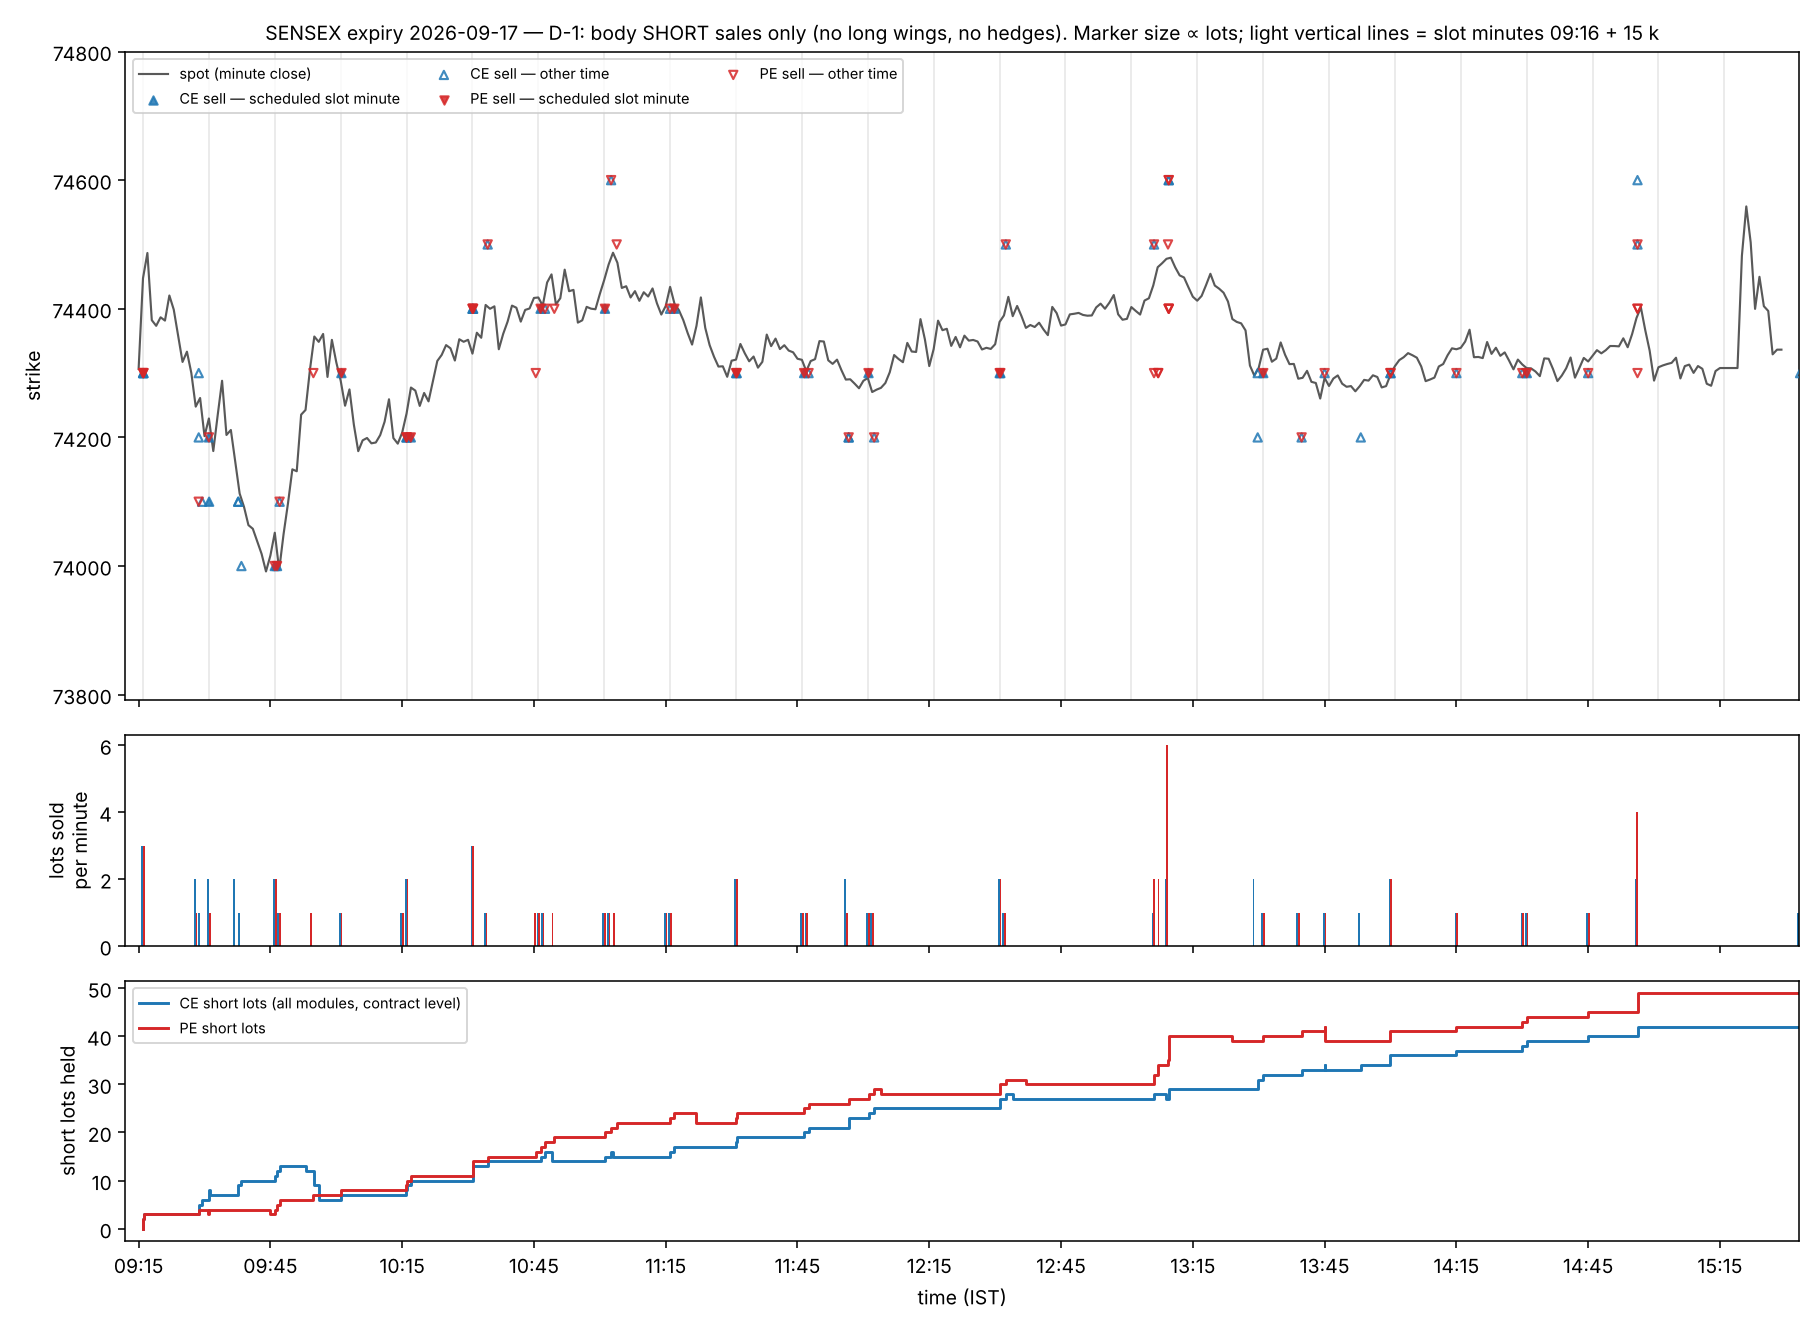 SENSEX expiry 2026-09-17 — D-1: body SHORT sales only (no long wings, no hedges). Marker size ∝ lots; light vertical lines = slot minutes 09:16 + 15 k
spot (minute close)
CE sell — scheduled slot minute
CE sell — other time
PE sell — scheduled slot minute
PE sell — other time
74800
74600
74400
74200
74000
73800
strike
6
4
2
0
lots sold
per minute
CE short lots (all modules, contract level)
PE short lots
50
40
30
20
10
0
short lots held
09:15 09:45 10:15 10:45 11:15 11:45 12:15 12:45 13:15 13:45 14:15 14:45 15:15
time (IST)